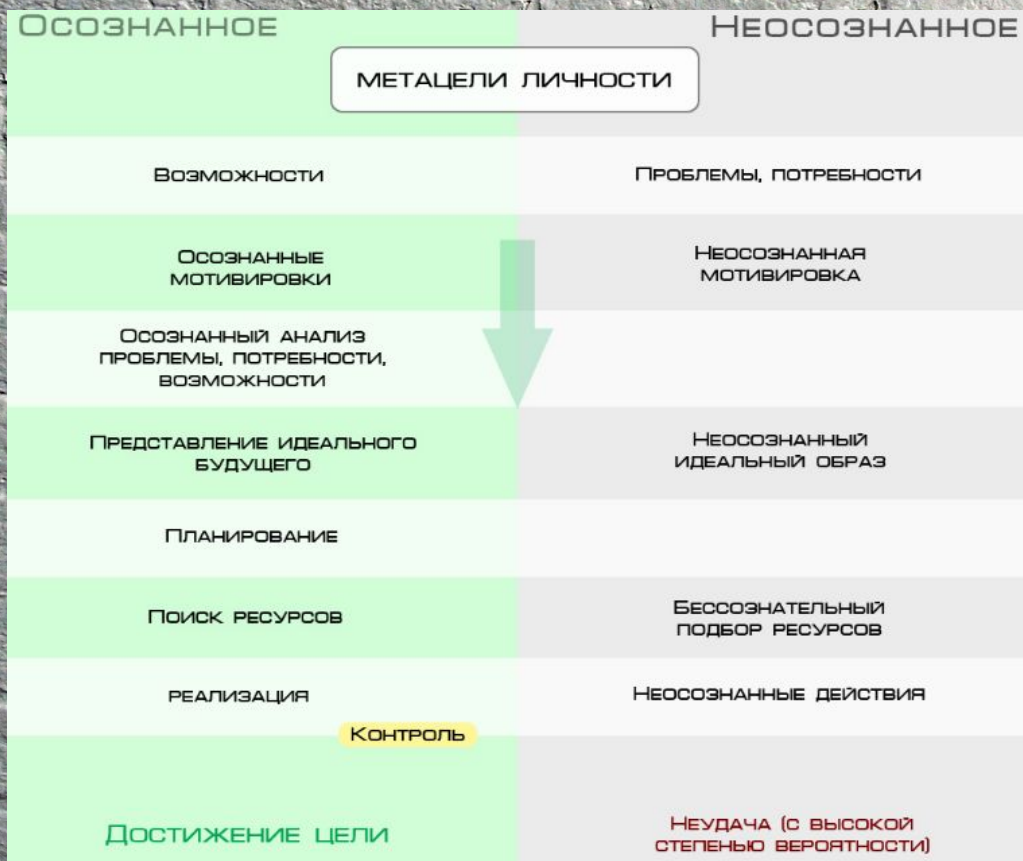 Осознанное
Неосознанное
метацели личности
Возможности
Проблемы, потребности
Осознанные
мотивировки
Неосознанная
мотивировка
Осознанный анализ
проблемы, потребности,
возможности
Представление идеального
будущего
Неосознанный
идеальный образ
Планирование
Поиск ресурсов
Бессознательный
подбор ресурсов
реализация
Неосознанные действия
Контроль
Достижение цели
Неудача (с высокой
степенью вероятности)